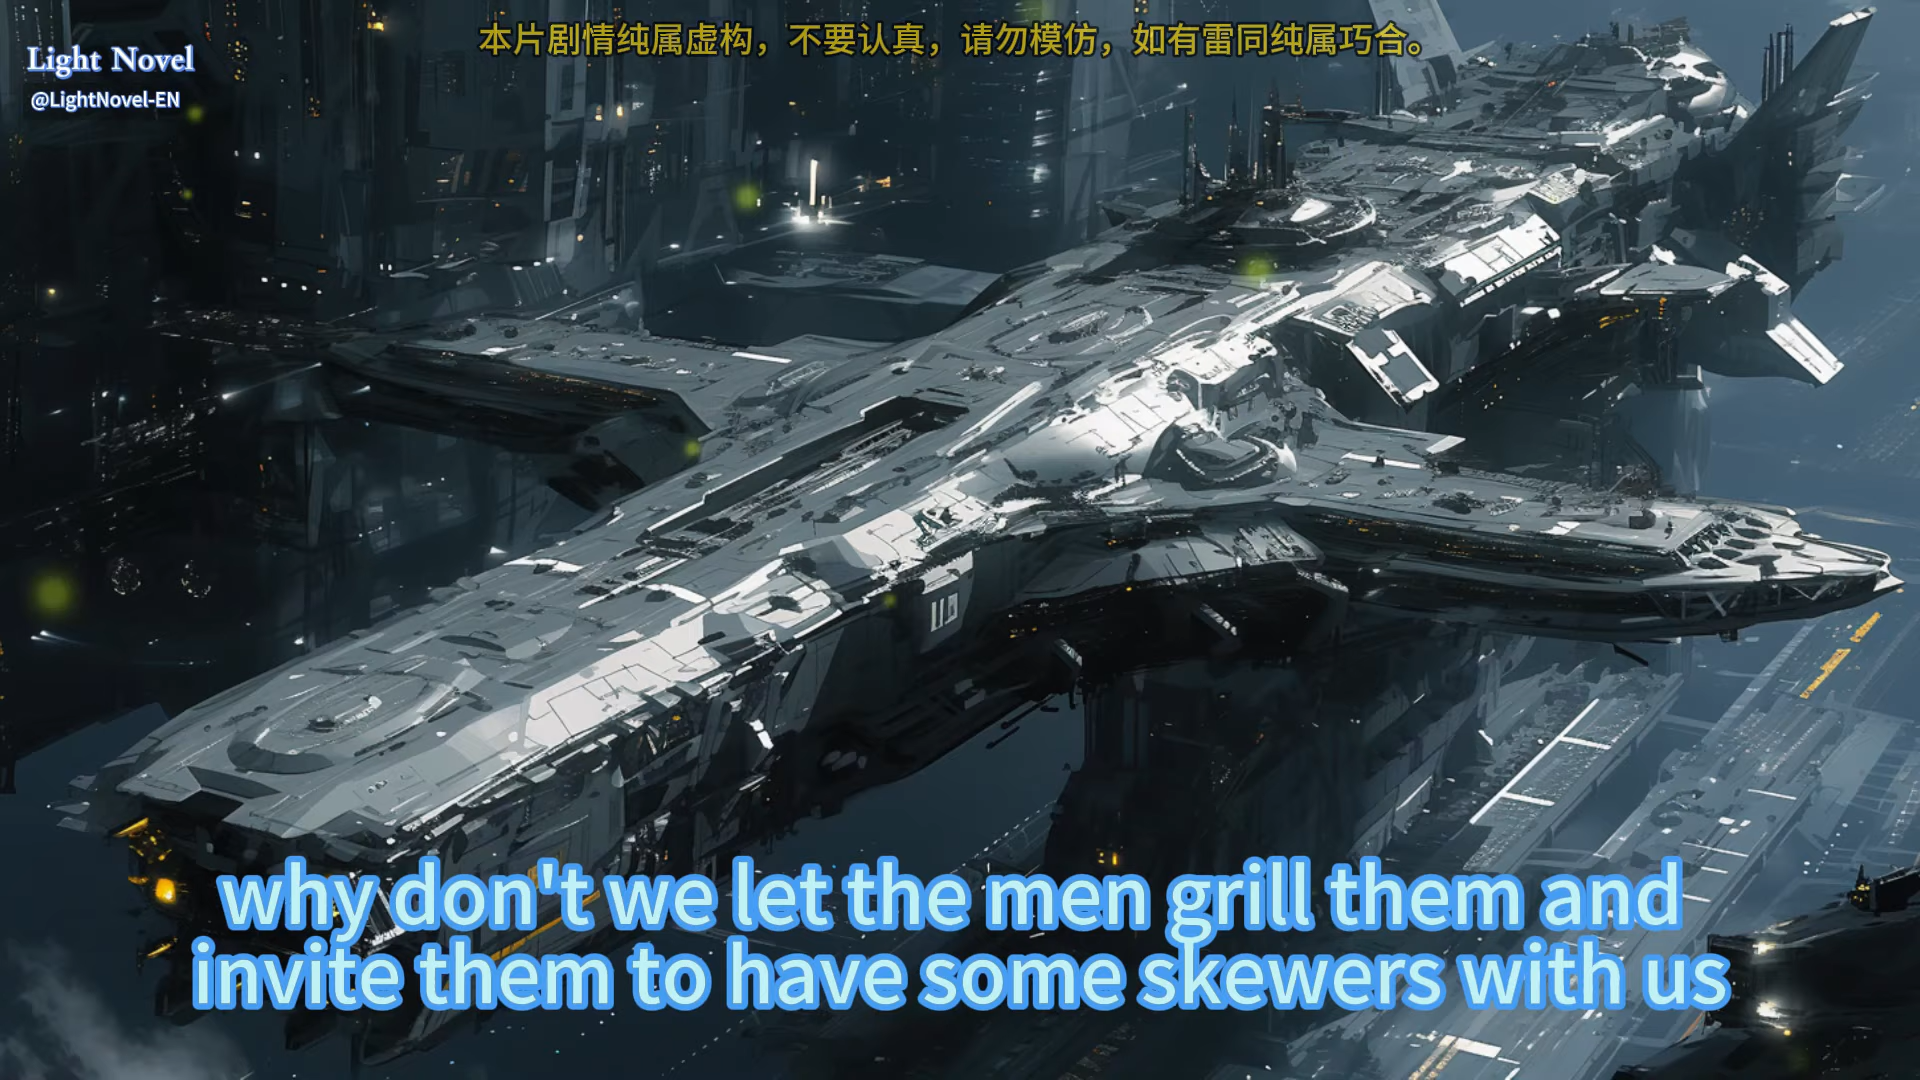 本片剧情纯属虚构，不要认真，请勿模仿，如有雷同纯属巧合。
Light Novel
@LightNovel-EN
why don't we let the men grill them and
invite them to have some skewers with us